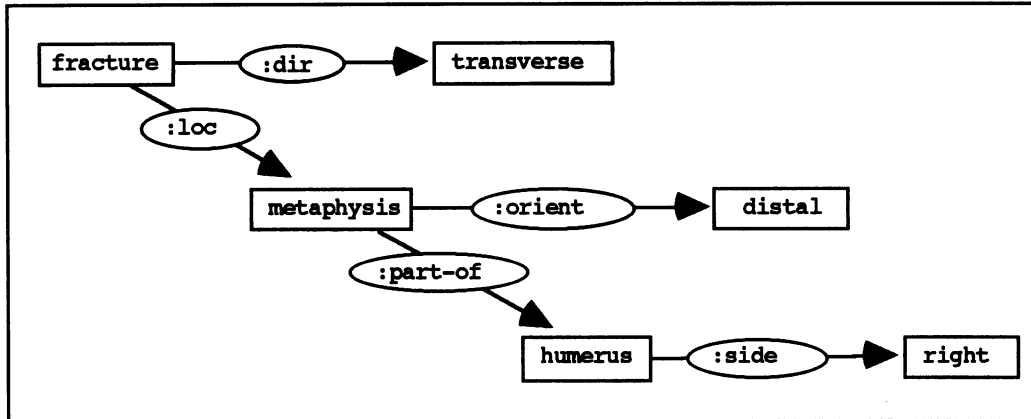 fracture :dir transverse
:loc
metaphysis :orient distal
:part-of
humerus :side right